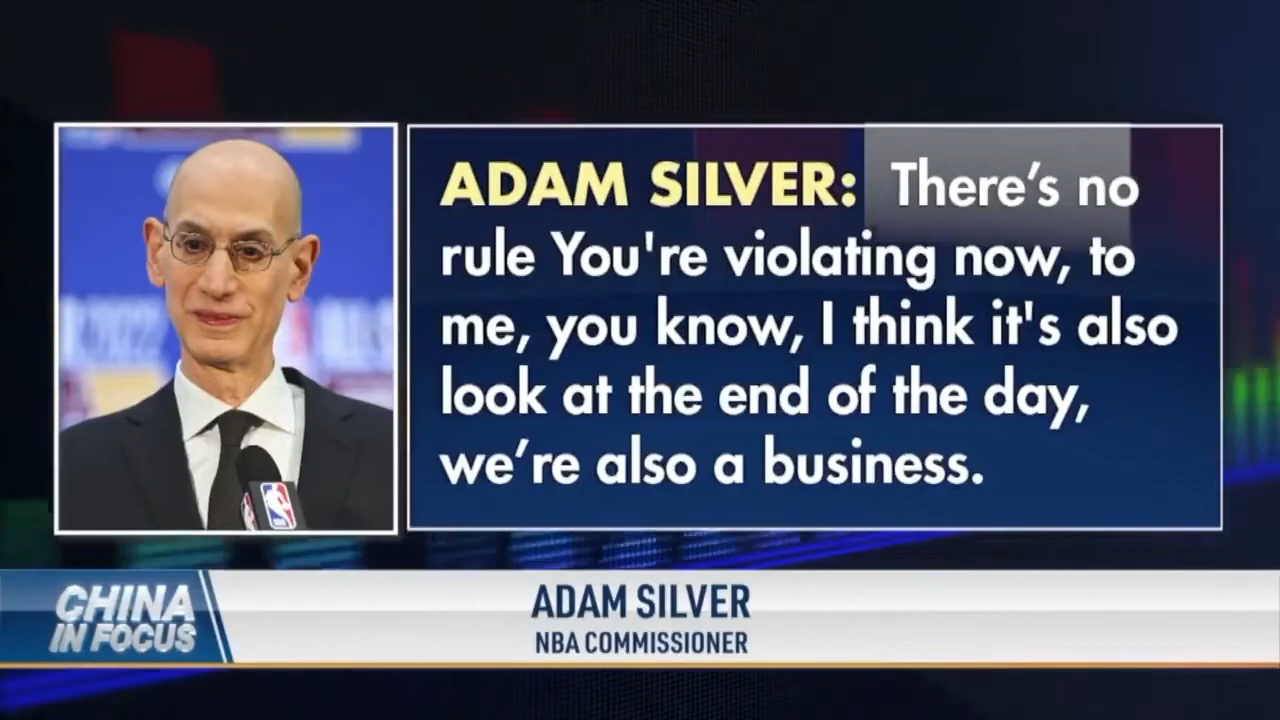 ADAM SILVER: There’s no
rule You're violating now, to
me, you know, I think it's also
look at the end of the day,
we’re also a business.
CHINA
IN FOCUS
ADAM SILVER
NBA COMMISSIONER